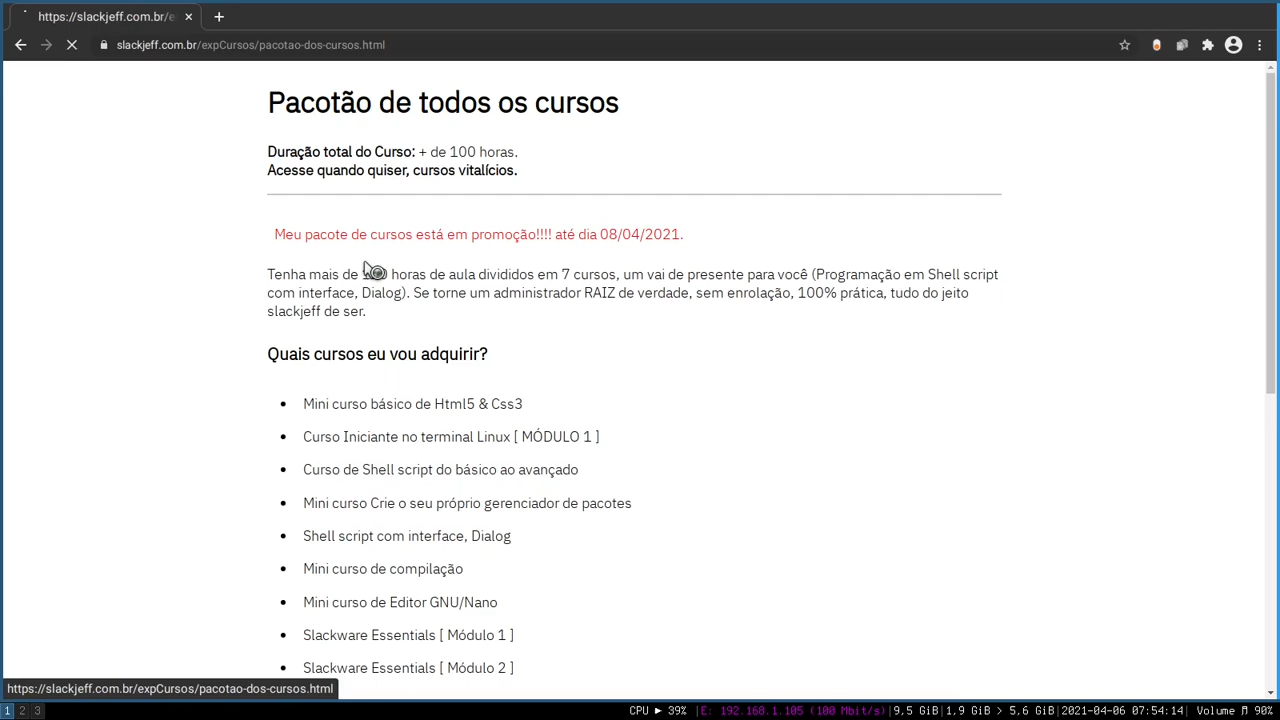 https://slackjeff.com.br/e
slackjeff.com.br/expCursos/pacotao-dos-cursos.html
Pacotão de todos os cursos
Duração total do Curso: + de 100 horas.
Acesse quando quiser, cursos vitalícios.
Meu pacote de cursos está em promoção!!!! até dia 08/04/2021.
Tenha mais de horas de aula divididos em 7 cursos, um vai de presente para você (Programação em Shell script
com interface, Dialog). Se torne um administrador RAIZ de verdade, sem enrolação, 100% prática, tudo do jeito
slackjeff de ser.
Quais cursos eu vou adquirir?
• Mini curso básico de Html5 & Css3
• Curso Iniciante no terminal Linux [ MÓDULO 1 ]
• Curso de Shell script do básico ao avançado
• Mini curso Crie o seu próprio gerenciador de pacotes
• Shell script com interface, Dialog
• Mini curso de compilação
• Mini curso de Editor GNU/Nano
• Slackware Essentials [ Módulo 1 ]
• Slackware Essentials [ Módulo 2 ]
https://slackjeff.com.br/expCursos/pacotao-dos-cursos.html
1 2 3 CPU ▶ 39% |E: 192.168.1.105 (100 Mbit/s)|9,5 GiB|1,9 GiB > 5,6 GiB|2021-04-06 07:54:14|Volume ♬ 90%